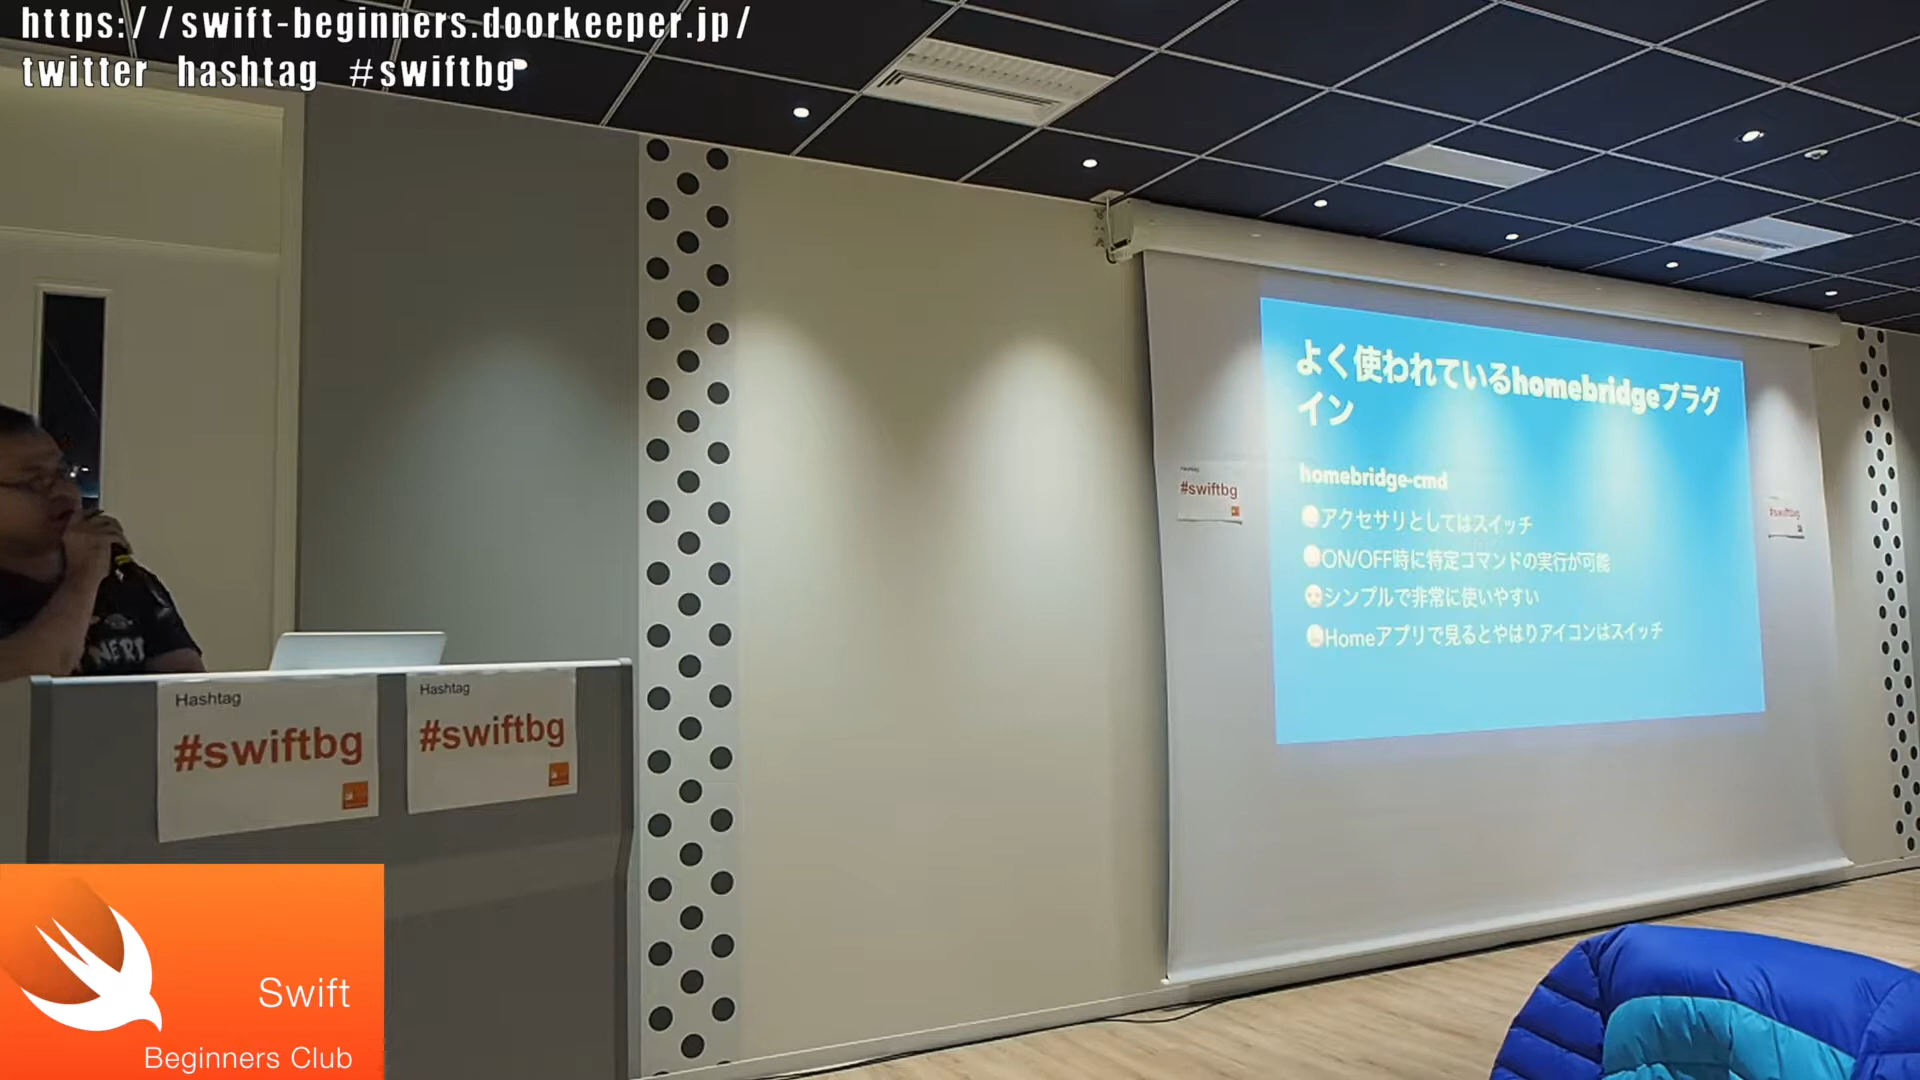 https://swift-beginners.doorkeeper.jp/
twitter hashtag #swiftbg
よく使われているhomebridgeプラグ
イン
homebridge-cmd
アクセサリとしてはスイッチ
ON/OFF時に特定コマンドの実行が可能
シンプルで非常に使いやすい
Homeアプリで見るとやはりアイコンはスイッチ
Hashtag
#swiftbg
#swiftbg
Hashtag
#swiftbg
Hashtag
#swiftbg
NERD
Swift
Beginners Club